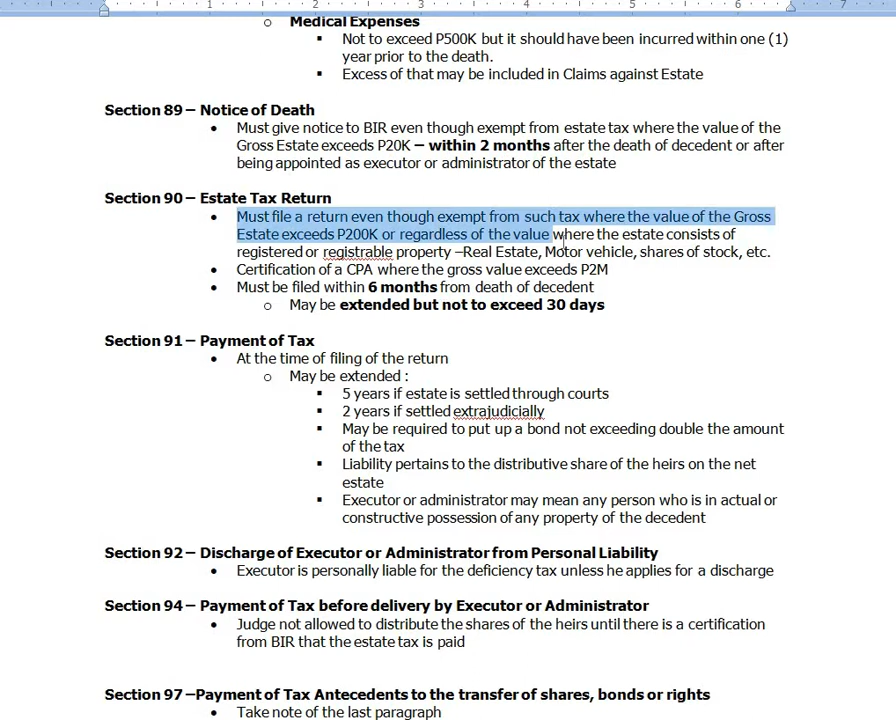 1 2 3 4 5 6 7
o Medical Expenses
▪ Not to exceed P500K but it should have been incurred within one (1)
year prior to the death.
▪ Excess of that may be included in Claims against Estate
Section 89 – Notice of Death
• Must give notice to BIR even though exempt from estate tax where the value of the
Gross Estate exceeds P20K – within 2 months after the death of decedent or after
being appointed as executor or administrator of the estate
Section 90 – Estate Tax Return
• Must file a return even though exempt from such tax where the value of the Gross
Estate exceeds P200K or regardless of the value where the estate consists of
registered or registrable property –Real Estate, Motor vehicle, shares of stock, etc.
• Certification of a CPA where the gross value exceeds P2M
• Must be filed within 6 months from death of decedent
o May be extended but not to exceed 30 days
Section 91 – Payment of Tax
• At the time of filing of the return
o May be extended :
▪ 5 years if estate is settled through courts
▪ 2 years if settled extrajudicially
▪ May be required to put up a bond not exceeding double the amount
of the tax
▪ Liability pertains to the distributive share of the heirs on the net
estate
▪ Executor or administrator may mean any person who is in actual or
constructive possession of any property of the decedent
Section 92 – Discharge of Executor or Administrator from Personal Liability
• Executor is personally liable for the deficiency tax unless he applies for a discharge
Section 94 – Payment of Tax before delivery by Executor or Administrator
• Judge not allowed to distribute the shares of the heirs until there is a certification
from BIR that the estate tax is paid
Section 97 –Payment of Tax Antecedents to the transfer of shares, bonds or rights
• Take note of the last paragraph